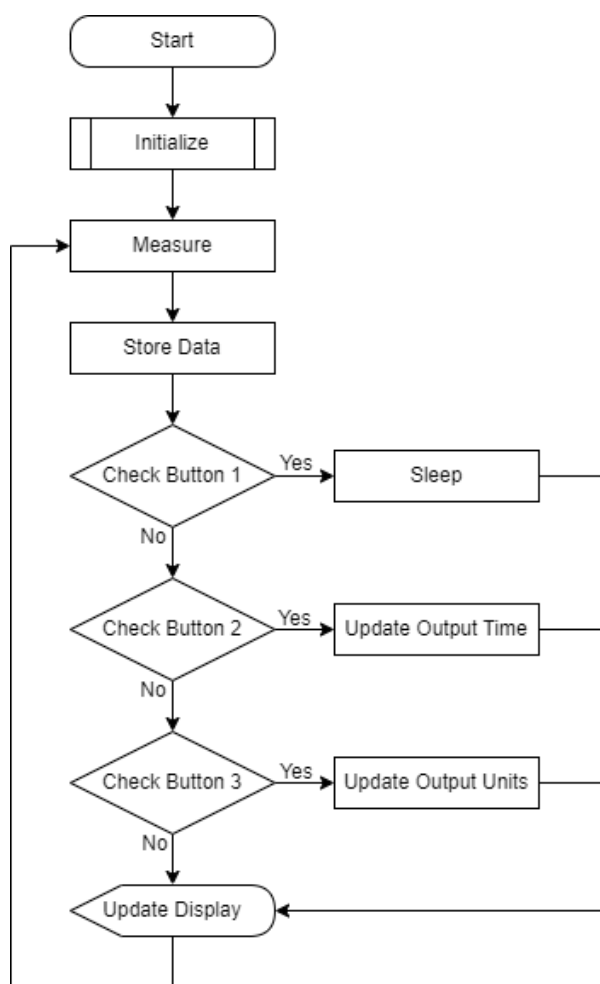 Start
Initialize
Measure
Store Data
Check Button 1
Yes
Sleep
No
Check Button 2
Yes
Update Output Time
No
Check Button 3
Yes
Update Output Units
No
Update Display